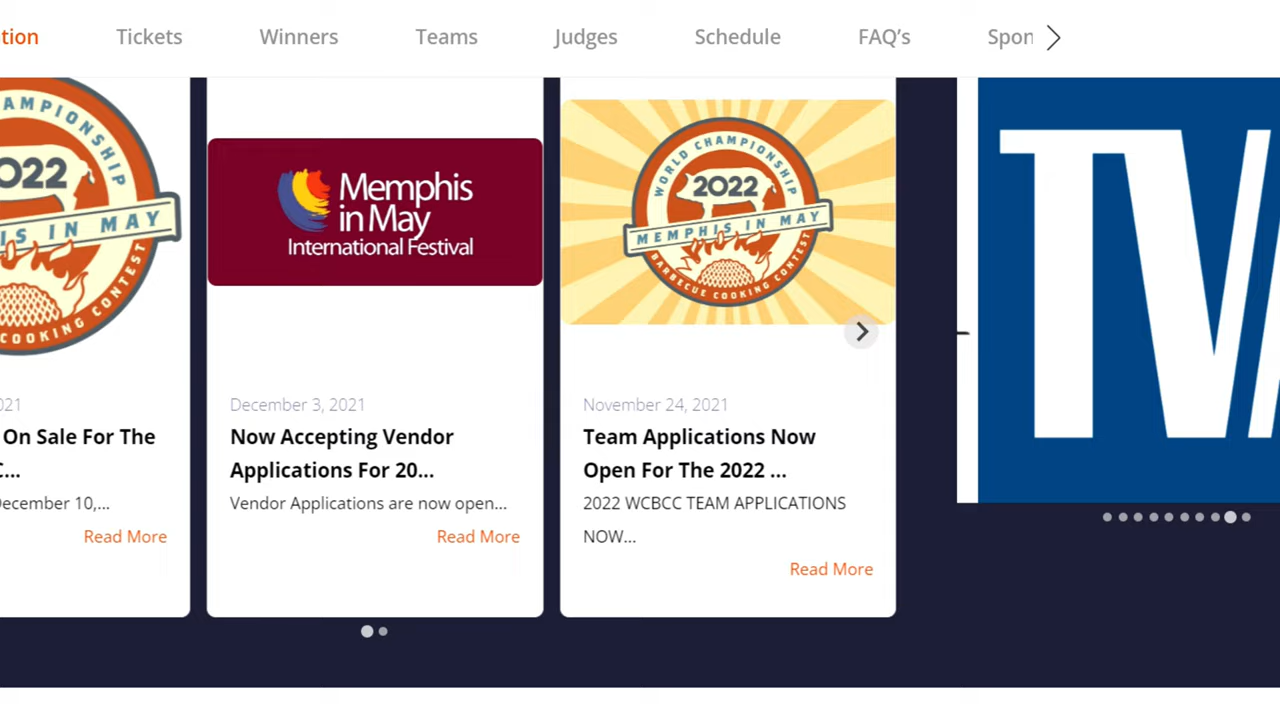 tion Tickets Winners Teams Judges Schedule FAQ’s Spon
AMPIONSHIP
022
IS IN MAY
COOKING CONTEST
021
On Sale For The
C...
December 10,...
Read More
Memphis
in May
International Festival
December 3, 2021
Now Accepting Vendor
Applications For 20...
Vendor Applications are now open...
Read More
WORLD CHAMPIONSHIP
2022
MEMPHIS IN MAY
BARBECUE COOKING CONTEST
November 24, 2021
Team Applications Now
Open For The 2022 ...
2022 WCBCC TEAM APPLICATIONS
NOW...
Read More
TV